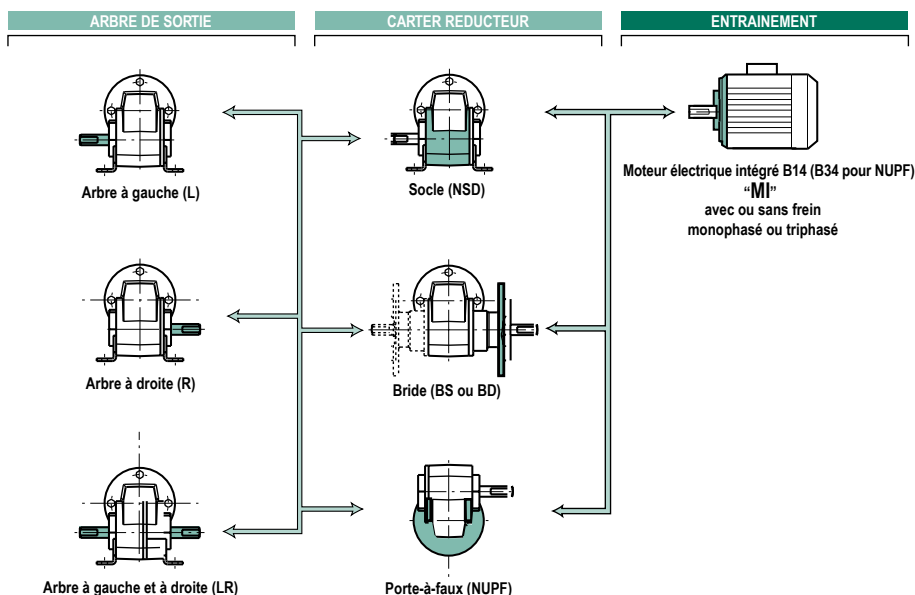 ARBRE DE SORTIE
CARTER REDUCTEUR
ENTRAINEMENT
Arbre à gauche (L)
Socle (NSD)
Moteur électrique intégré B14 (B34 pour NUPF)
“MI”
avec ou sans frein
monophasé ou triphasé
Arbre à droite (R)
Bride (BS ou BD)
Arbre à gauche et à droite (LR)
Porte-à-faux (NUPF)